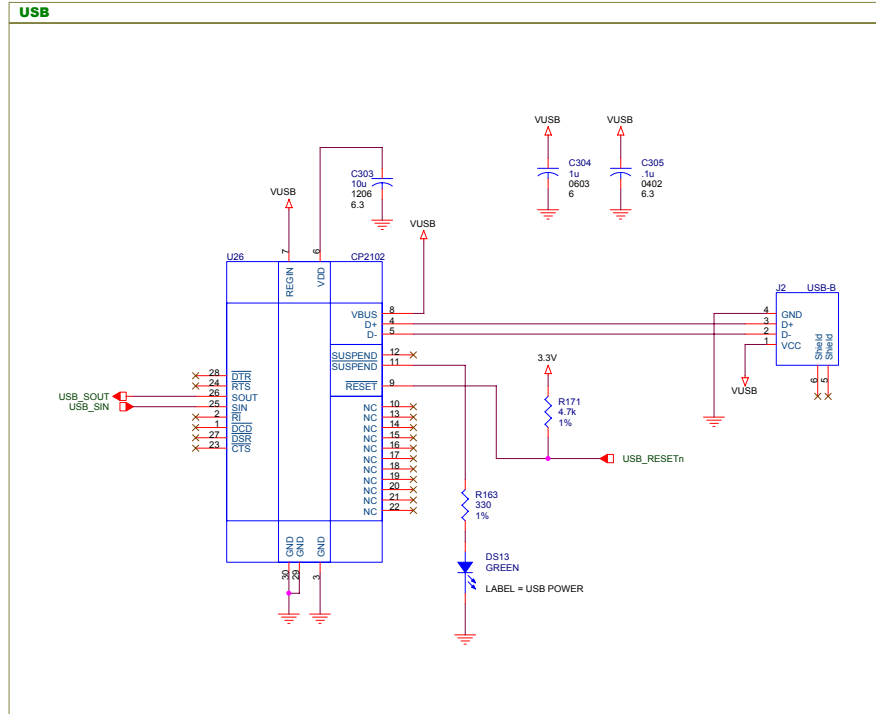 USB
VUSB
VUSB
C304
1u
0603
6
C305
.1u
0402
6.3
C303
10u
1206
6.3
VUSB
VUSB
7
6
U26
CP2102
REGIN
VDD
J2
USB-B
VBUS
8
D+
4
D-
5
SUSPEND
12
SUSPEND
11
RESET
9
4
GND
3
D+
2
D-
1
VCC
Shield
Shield
6
5
VUSB
3.3V
R171
4.7k
1%
USB_RESETn
28
DTR
24
RTS
USB_SOUT
26
SOUT
USB_SIN
25
SIN
2
RI
1
DCD
27
DSR
23
CTS
NC
10
NC
13
NC
14
NC
15
NC
16
NC
17
NC
18
NC
19
NC
20
NC
21
NC
22
R163
330
1%
GND
GND
GND
30
29
3
DS13
GREEN
LABEL = USB POWER